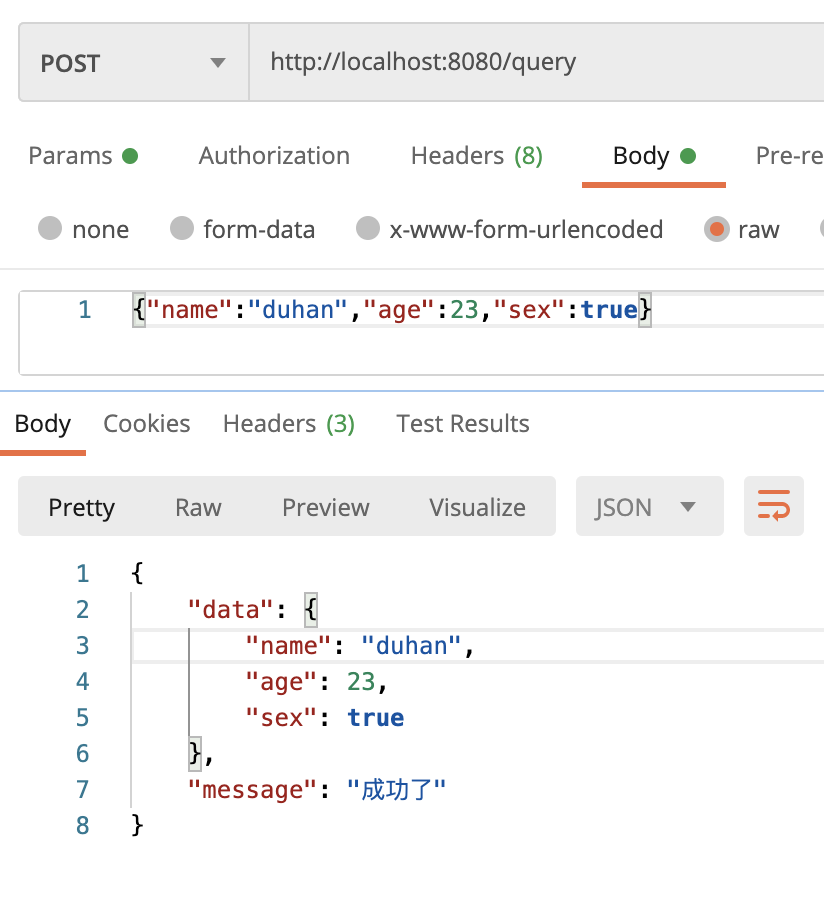 POST http://localhost:8080/query
Params Authorization Headers (8) Body Pre-re
none form-data x-www-form-urlencoded raw
1 {"name":"duhan","age":23,"sex":true}
Body Cookies Headers (3) Test Results
Pretty Raw Preview Visualize JSON
1 {
2 "data": {
3 "name": "duhan",
4 "age": 23,
5 "sex": true
6 },
7 "message": "成功了"
8 }